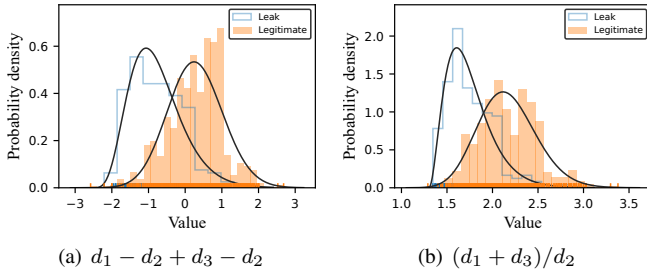 Leak
Legitimate
Probability density
0.6
0.4
0.2
0.0
−3 −2 −1 0 1 2 3
Value
(a) d1 − d2 + d3 − d2
Leak
Legitimate
Probability density
2.0
1.5
1.0
0.5
0.0
1.0 1.5 2.0 2.5 3.0 3.5
Value
(b) (d1 + d3)/d2